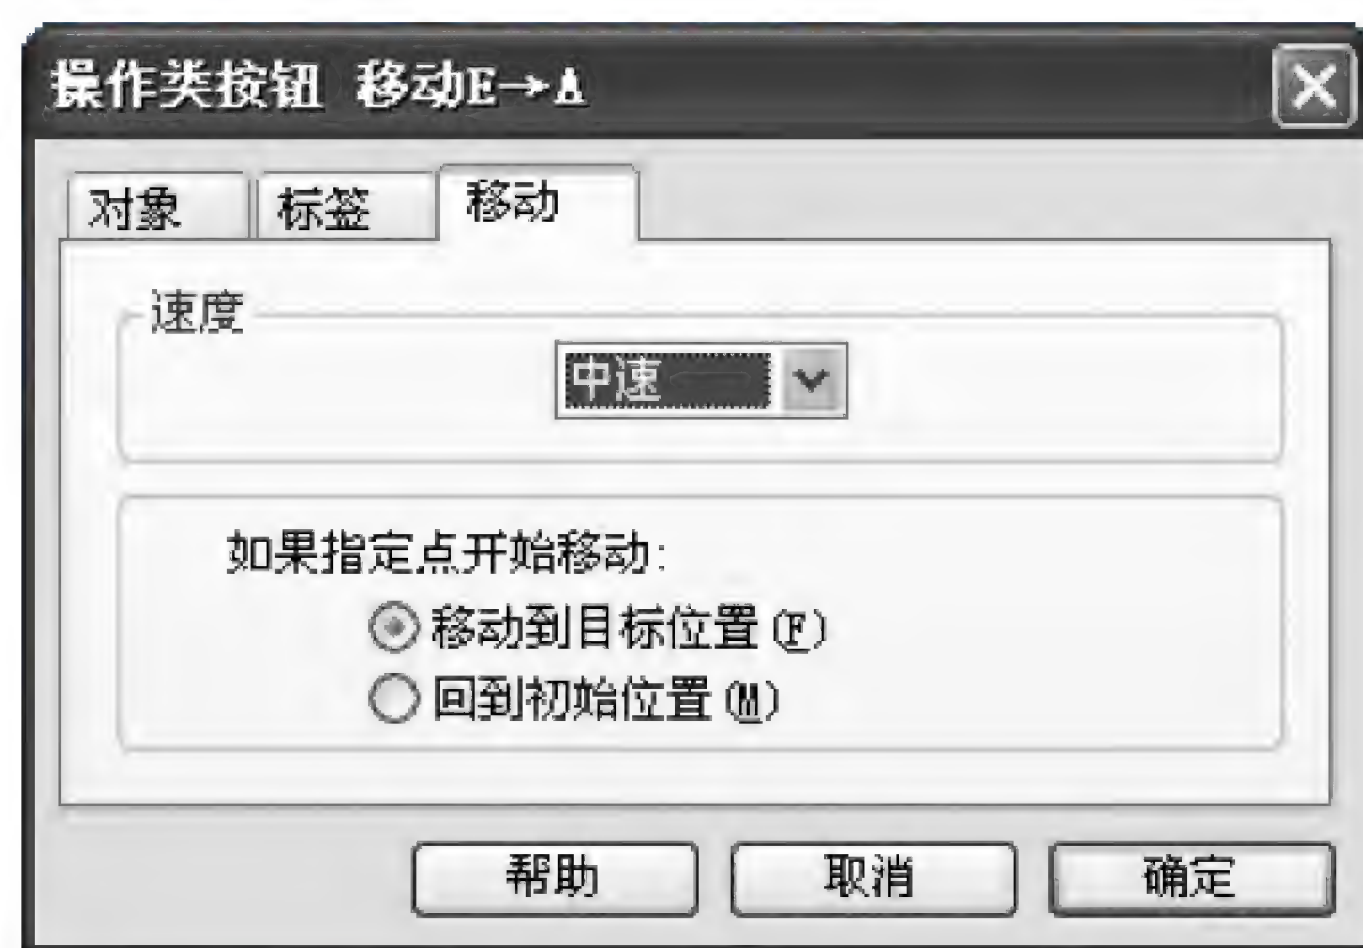 操作类按钮 移动E→A
对象 标签 移动
速度
中速
如果指定点开始移动:
移动到目标位置(F)
回到初始位置(M)
帮助 取消 确定